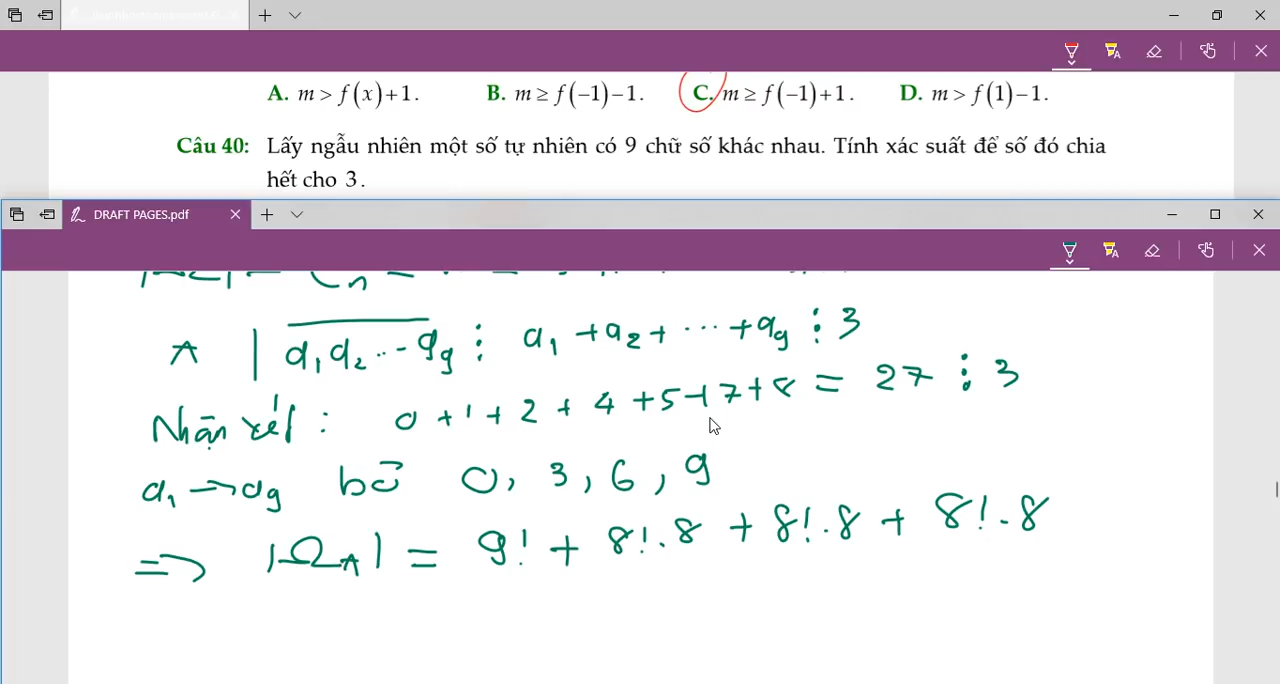 A. m > f(x)+1. B. m ≥ f(−1)−1. C. m ≥ f(−1)+1. D. m > f(1)−1.
Câu 40: Lấy ngẫu nhiên một số tự nhiên có 9 chữ số khác nhau. Tính xác suất để số đó chia
hết cho 3.
DRAFT PAGES.pdf
A | a₁a₂...a₉ ⋮ a₁ + a₂ + ... + a₉ ⋮ 3
Nhận xét: 0 + 1 + 2 + 4 + 5 + 7 + 8 = 27 ⋮ 3
a₁ → a₉ bỏ 0, 3, 6, 9
=> |Ω_A| = 9! + 8!.8 + 8!.8 + 8!.8